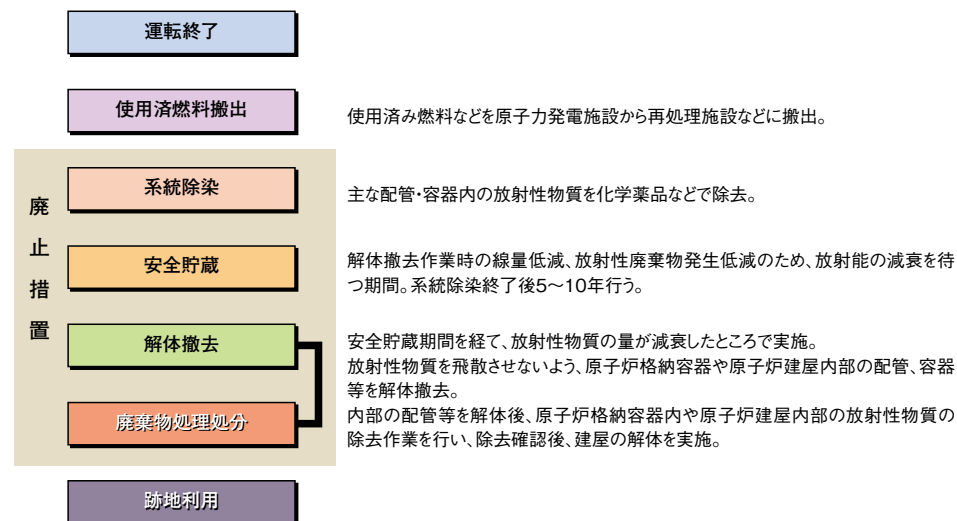 運転終了
使用済燃料搬出
使用済み燃料などを原子力発電施設から再処理施設などに搬出。
廃止措置
系統除染
主な配管・容器内の放射性物質を化学薬品などで除去。
安全貯蔵
解体撤去作業時の線量低減、放射性廃棄物発生低減のため、放射能の減衰を待
つ期間。系統除染終了後5〜10年行う。
解体撤去
安全貯蔵期間を経て、放射性物質の量が減衰したところで実施。
放射性物質を飛散させないよう、原子炉格納容器や原子炉建屋内部の配管、容器
等を解体撤去。
内部の配管等を解体後、原子炉格納容器内や原子炉建屋内部の放射性物質の
除去作業を行い、除去確認後、建屋の解体を実施。
廃棄物処理処分
跡地利用